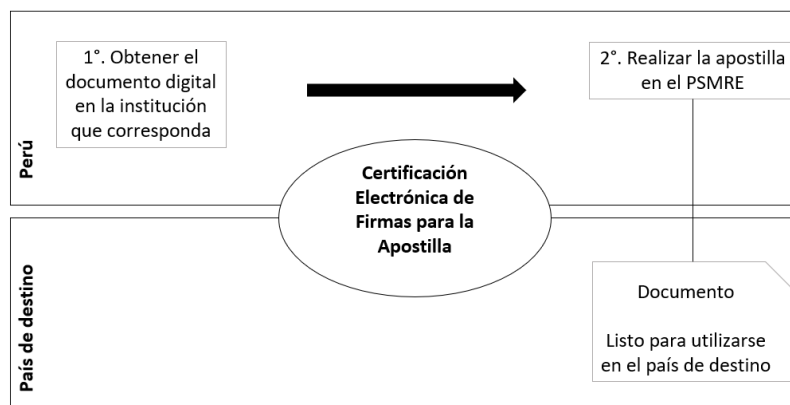 1°. Obtener el
documento digital
en la institución
que corresponda
2°. Realizar la apostilla
en el PSMRE
Perú
Certificación
Electrónica de
Firmas para la
Apostilla
País de destino
Documento
Listo para utilizarse
en el país de destino